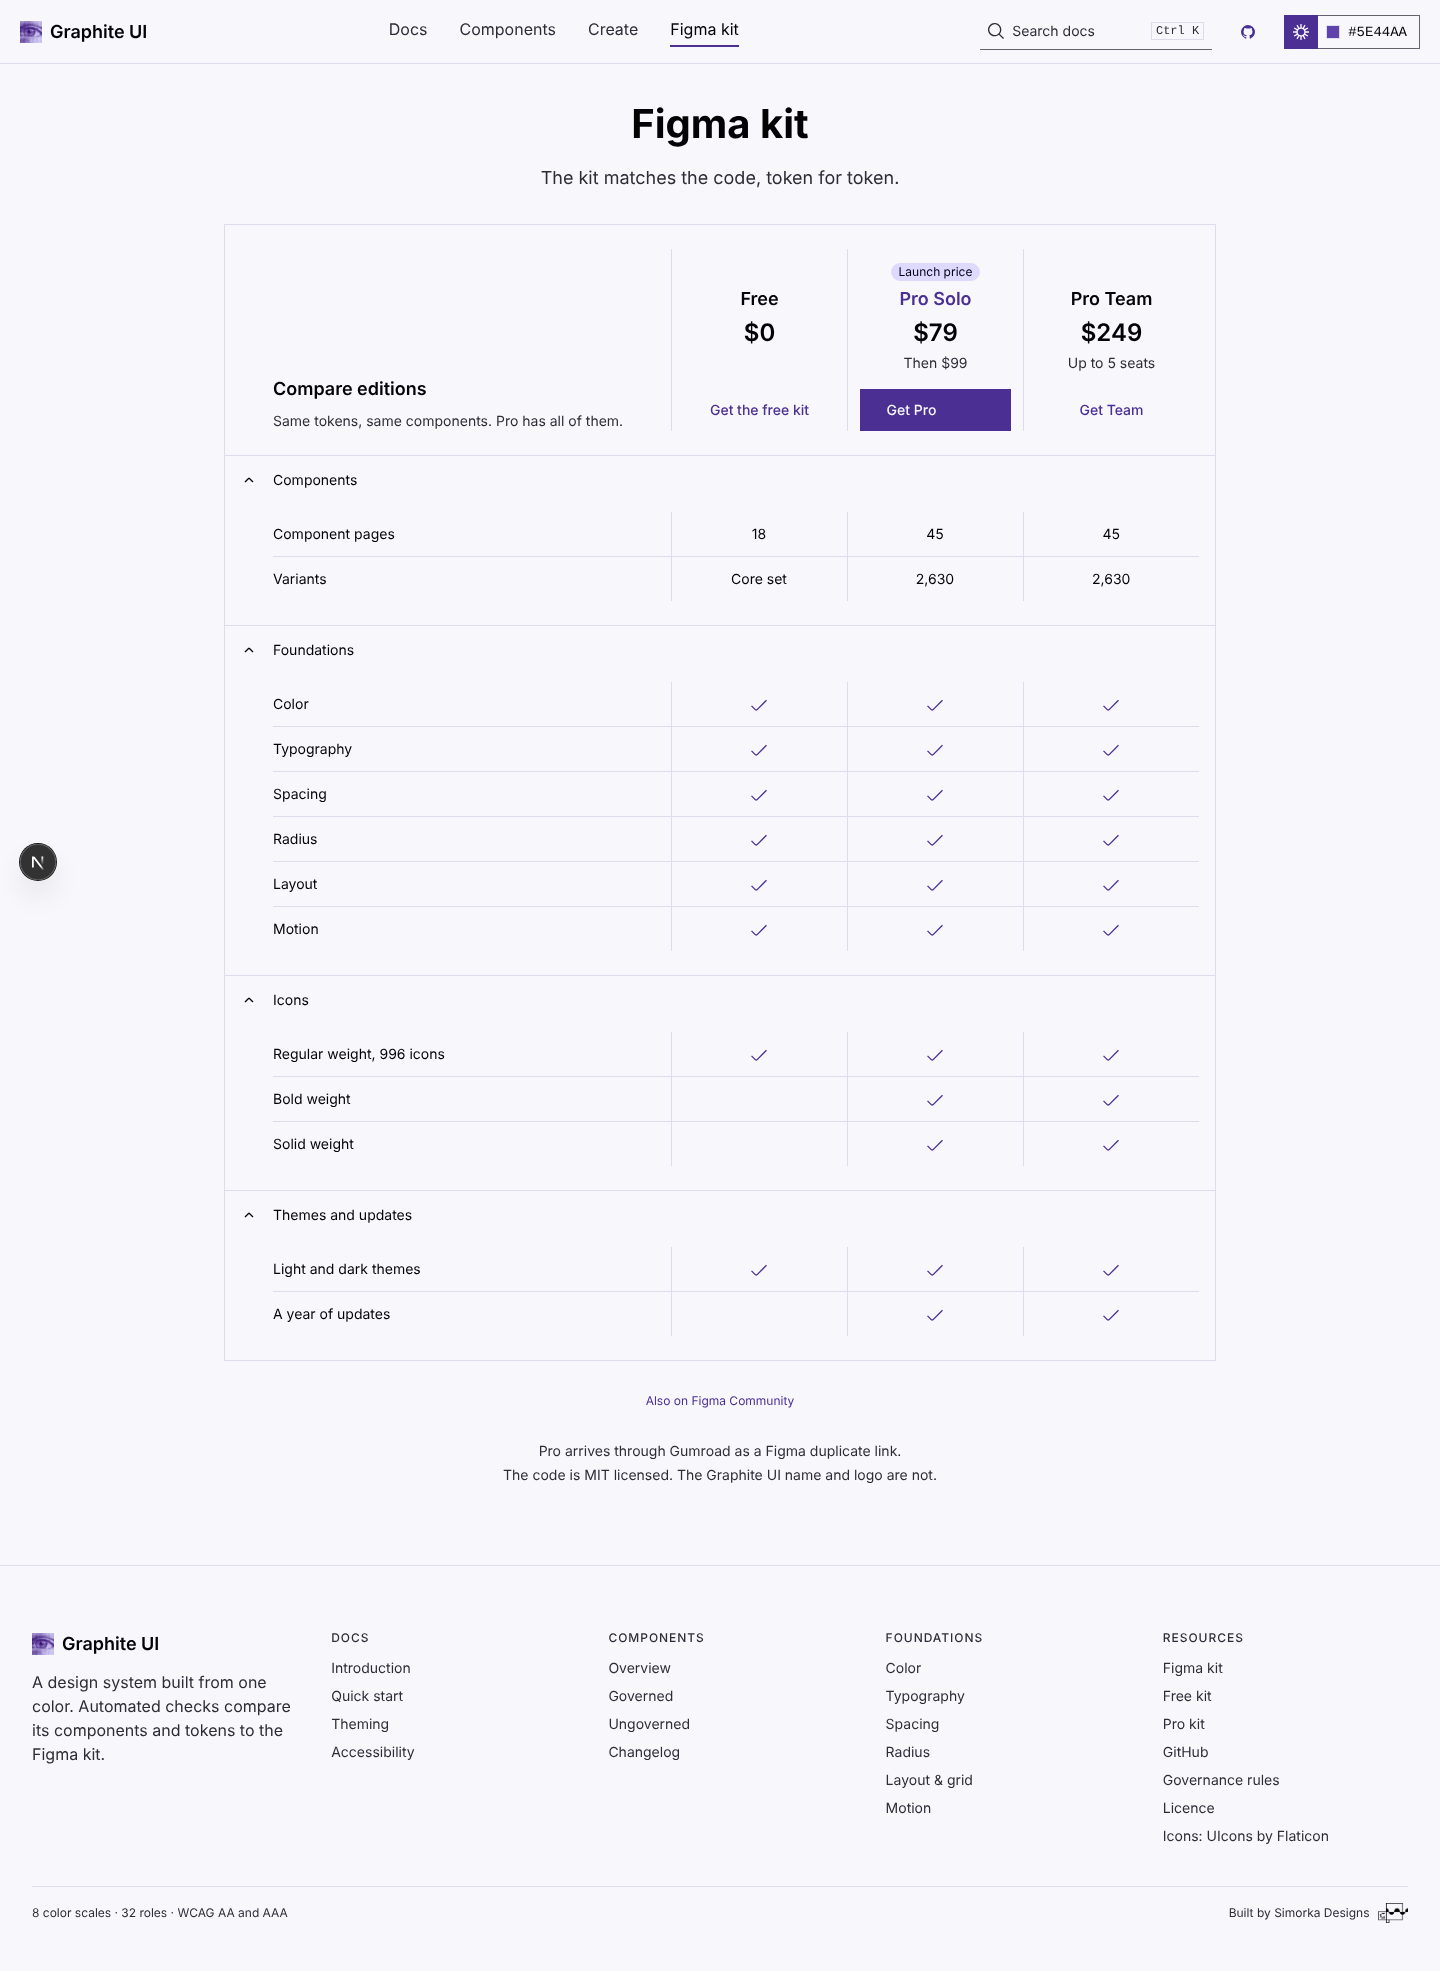 Graphite UI
Docs
Components
Create
Figma kit
Search docs
Ctrl K
#5E44AA
Figma kit
The kit matches the code, token for token.
Compare editions
Same tokens, same components. Pro has all of them.
Free
$0
Get the free kit
Launch price
Pro Solo
$79
Then $99
Get Pro
Pro Team
$249
Up to 5 seats
Get Team
Components
Component pages 18 45 45
Variants Core set 2,630 2,630
Foundations
Color
Typography
Spacing
Radius
Layout
Motion
Icons
Regular weight, 996 icons
Bold weight
Solid weight
Themes and updates
Light and dark themes
A year of updates
N
Also on Figma Community
Pro arrives through Gumroad as a Figma duplicate link.
The code is MIT licensed. The Graphite UI name and logo are not.
Graphite UI
A design system built from one
color. Automated checks compare
its components and tokens to the
Figma kit.
DOCS
Introduction
Quick start
Theming
Accessibility
COMPONENTS
Overview
Governed
Ungoverned
Changelog
FOUNDATIONS
Color
Typography
Spacing
Radius
Layout & grid
Motion
RESOURCES
Figma kit
Free kit
Pro kit
GitHub
Governance rules
Licence
Icons: UIcons by Flaticon
8 color scales · 32 roles · WCAG AA and AAA
Built by Simorka Designs